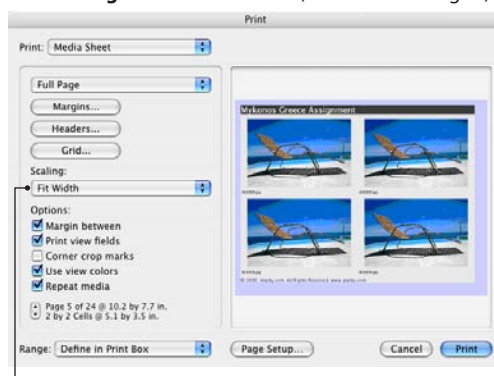 Print
Print: Media Sheet
Full Page
Margins...
Headers...
Grid...
Scaling:
Fit Width
Options:
Margin between
Print view fields
Corner crop marks
Use view colors
Repeat media
Page 5 of 24 @ 10.2 by 7.7 in.
2 by 2 Cells @ 5.1 by 3.5 in.
Mykonos Greece Assignment
Range: Define in Print Box
Page Setup...
Cancel
Print